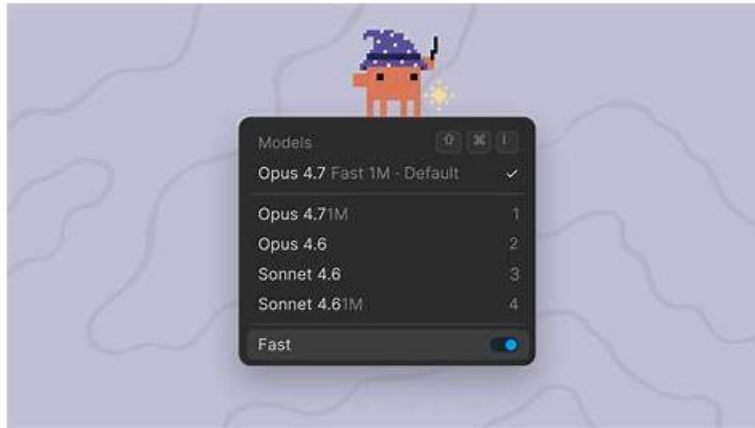 Models ⇧ ⌘ I
Opus 4.7 Fast 1M · Default ✓
Opus 4.71M 1
Opus 4.6 2
Sonnet 4.6 3
Sonnet 4.61M 4
Fast